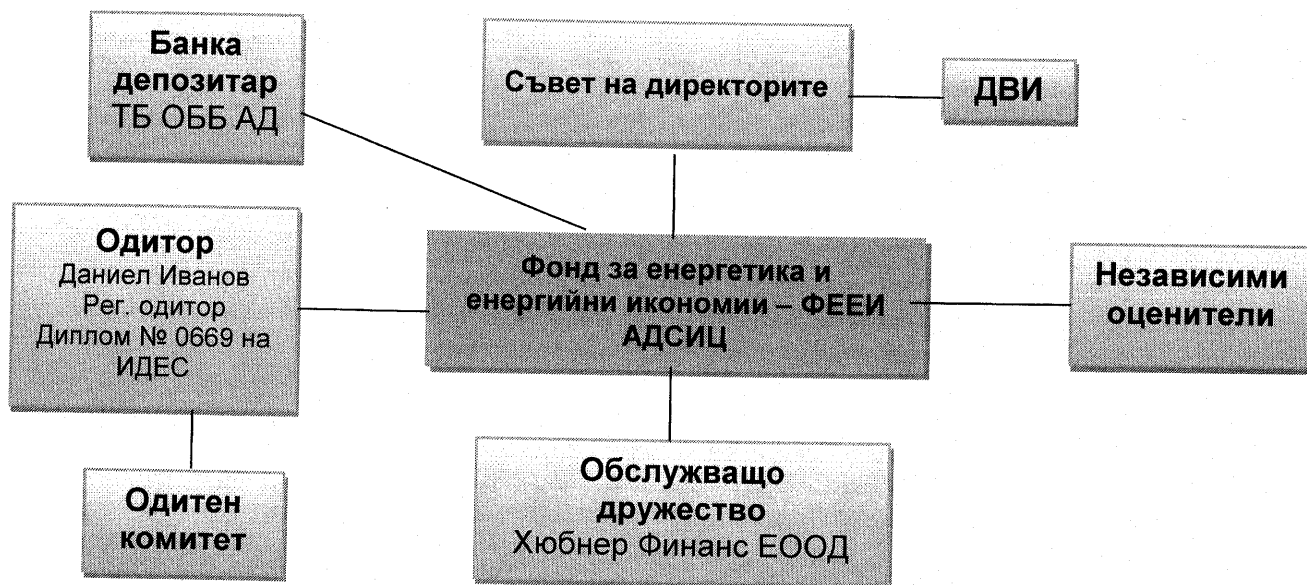 Банка
депозитар
ТБ ОББ АД
Съвет на директорите
ДВИ
Одитор
Даниел Иванов
Рег. одитор
Диплом № 0669 на
ИДЕС
Фонд за енергетика и
енергийни икономии – ФЕЕИ
АДСИЦ
Независими
оценители
Одитен
комитет
Обслужващо
дружество
Хюбнер Финанс ЕООД